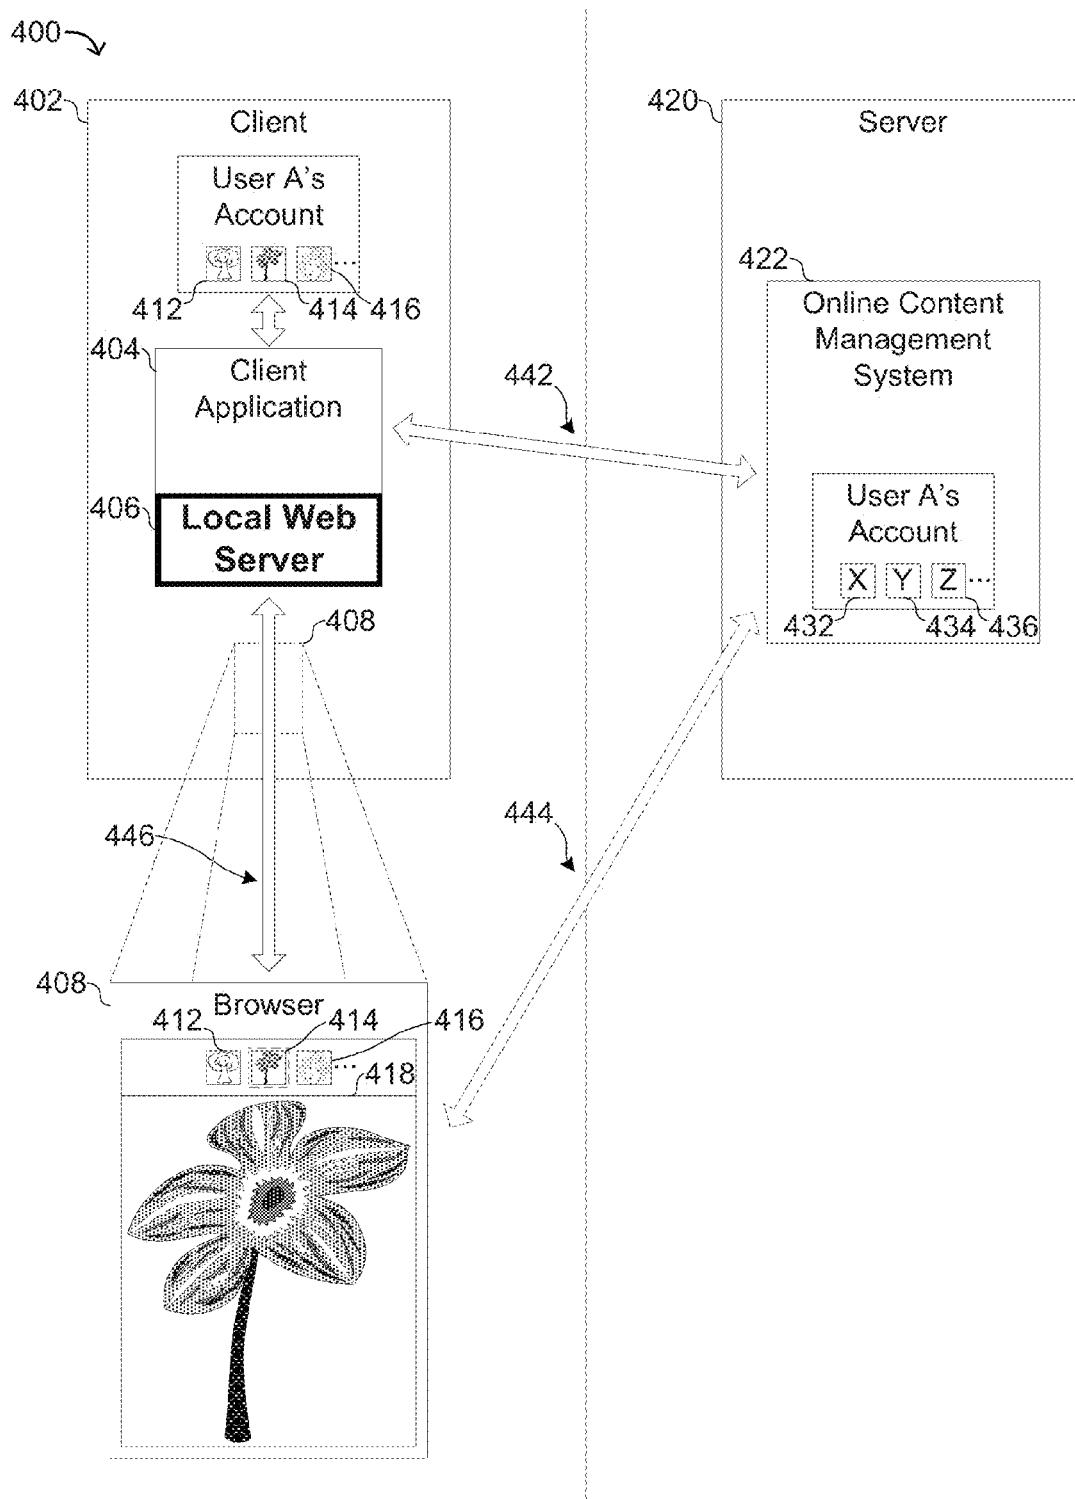 400
402
Client
User A's
Account
412
414
416
404
Client
Application
406
Local Web
Server
408
442
420
Server
422
Online Content
Management
System
User A's
Account
X Y Z ...
432
434
436
446
444
408
Browser
412
414
416
418